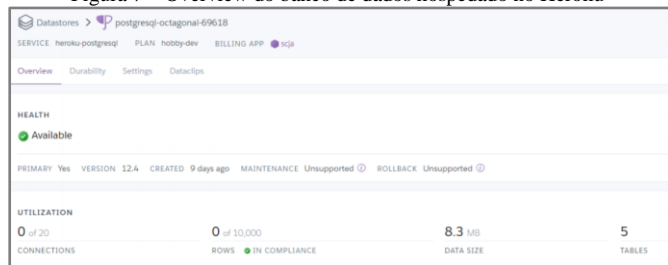 Datastores > postgresql-octagonal-69618
SERVICE heroku-postgresql PLAN hobby-dev BILLING APP scja
Overview Durability Settings Dataclips
HEALTH
Available
PRIMARY Yes VERSION 12.4 CREATED 9 days ago MAINTENANCE Unsupported ROLLBACK Unsupported
UTILIZATION
0 of 20 0 of 10,000 8.3 MB 5
CONNECTIONS ROWS IN COMPLIANCE DATA SIZE TABLES